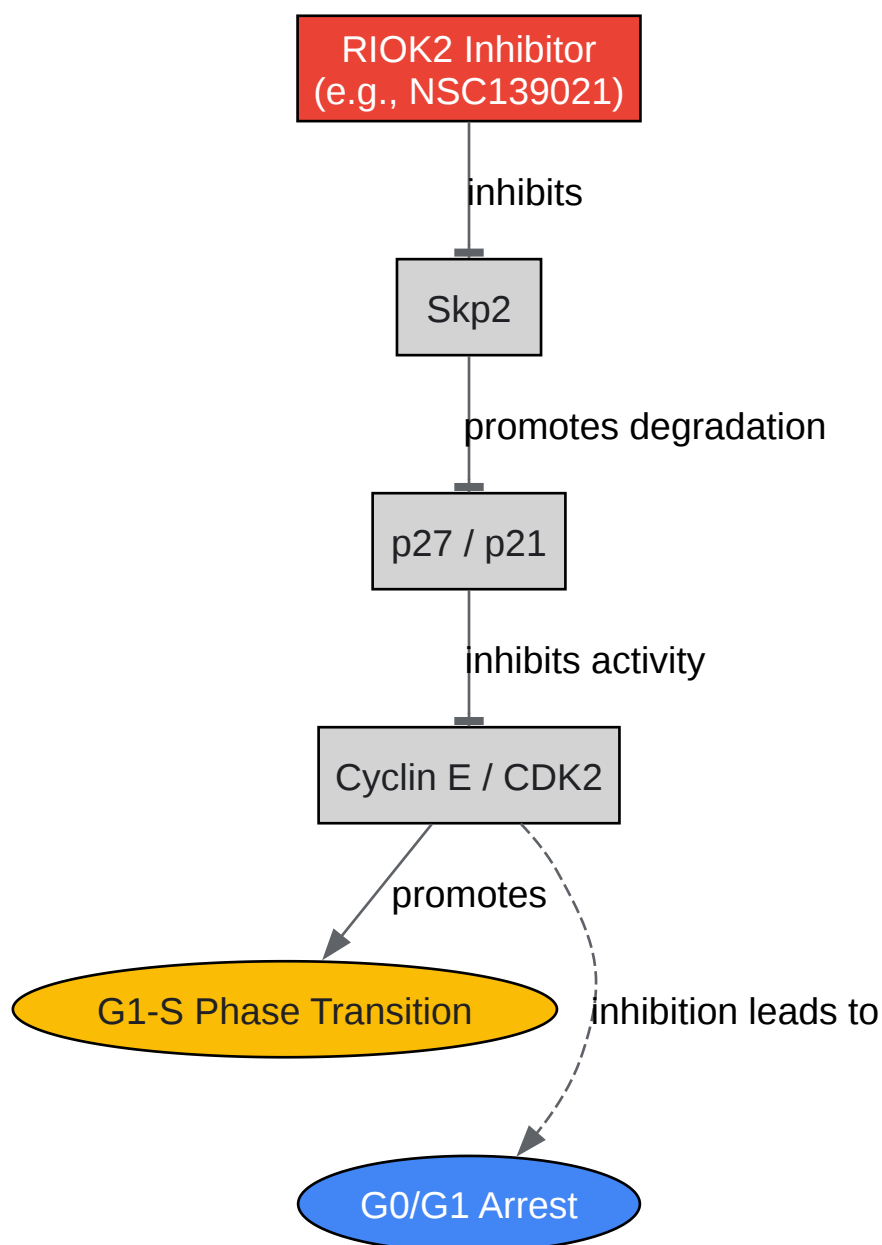 RIOK2 Inhibitor
(e.g., NSC139021)
inhibits
Skp2
promotes degradation
p27 / p21
inhibits activity
Cyclin E / CDK2
promotes
G1-S Phase Transition
inhibition leads to
G0/G1 Arrest